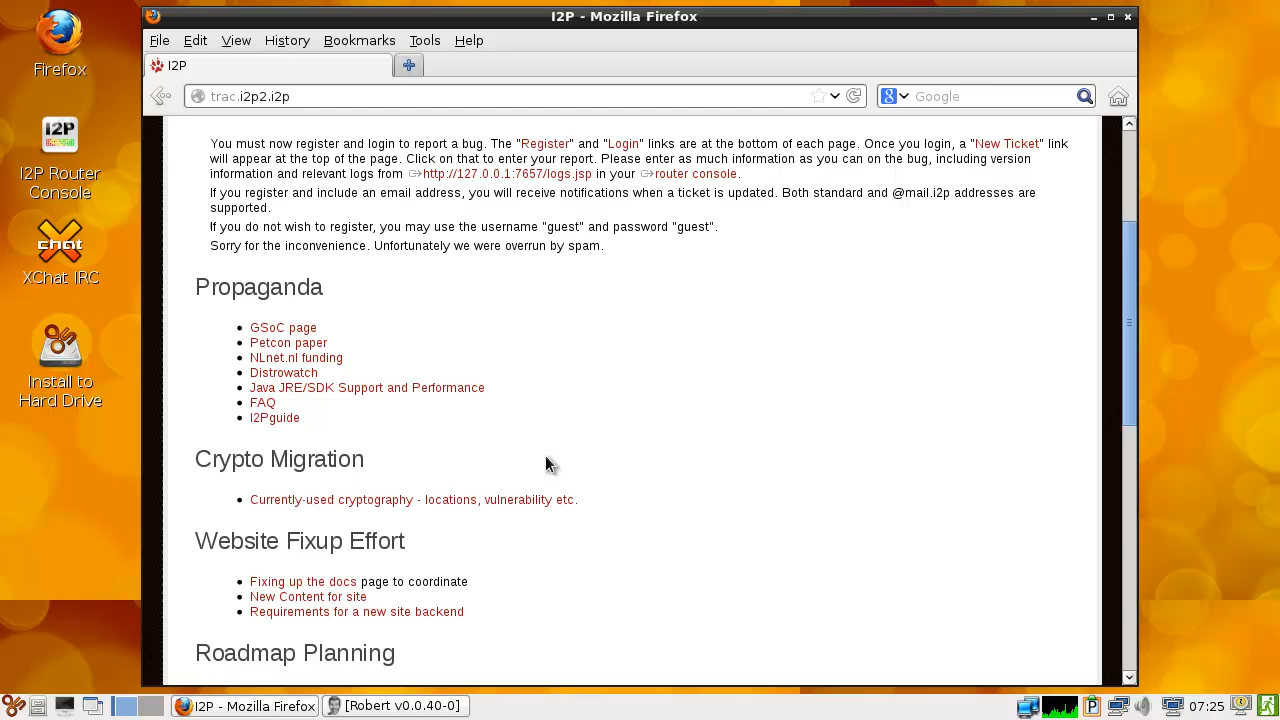 I2P - Mozilla Firefox
File Edit View History Bookmarks Tools Help
I2P
trac.i2p2.i2p
Google
You must now register and login to report a bug. The "Register" and "Login" links are at the bottom of each page. Once you login, a "New Ticket" link
will appear at the top of the page. Click on that to enter your report. Please enter as much information as you can on the bug, including version
information and relevant logs from http://127.0.0.1:7657/logs.jsp in your router console.
If you register and include an email address, you will receive notifications when a ticket is updated. Both standard and @mail.i2p addresses are
supported.
If you do not wish to register, you may use the username "guest" and password "guest".
Sorry for the inconvenience. Unfortunately we were overrun by spam.
Propaganda
GSoC page
Petcon paper
NLnet.nl funding
Distrowatch
Java JRE/SDK Support and Performance
FAQ
I2Pguide
Crypto Migration
Currently-used cryptography - locations, vulnerability etc.
Website Fixup Effort
Fixing up the docs page to coordinate
New Content for site
Requirements for a new site backend
Roadmap Planning
Firefox
I2P
I2P Router
Console
chat
XChat IRC
Install to
Hard Drive
I2P - Mozilla Firefox
[Robert v0.0.40-0]
07:25